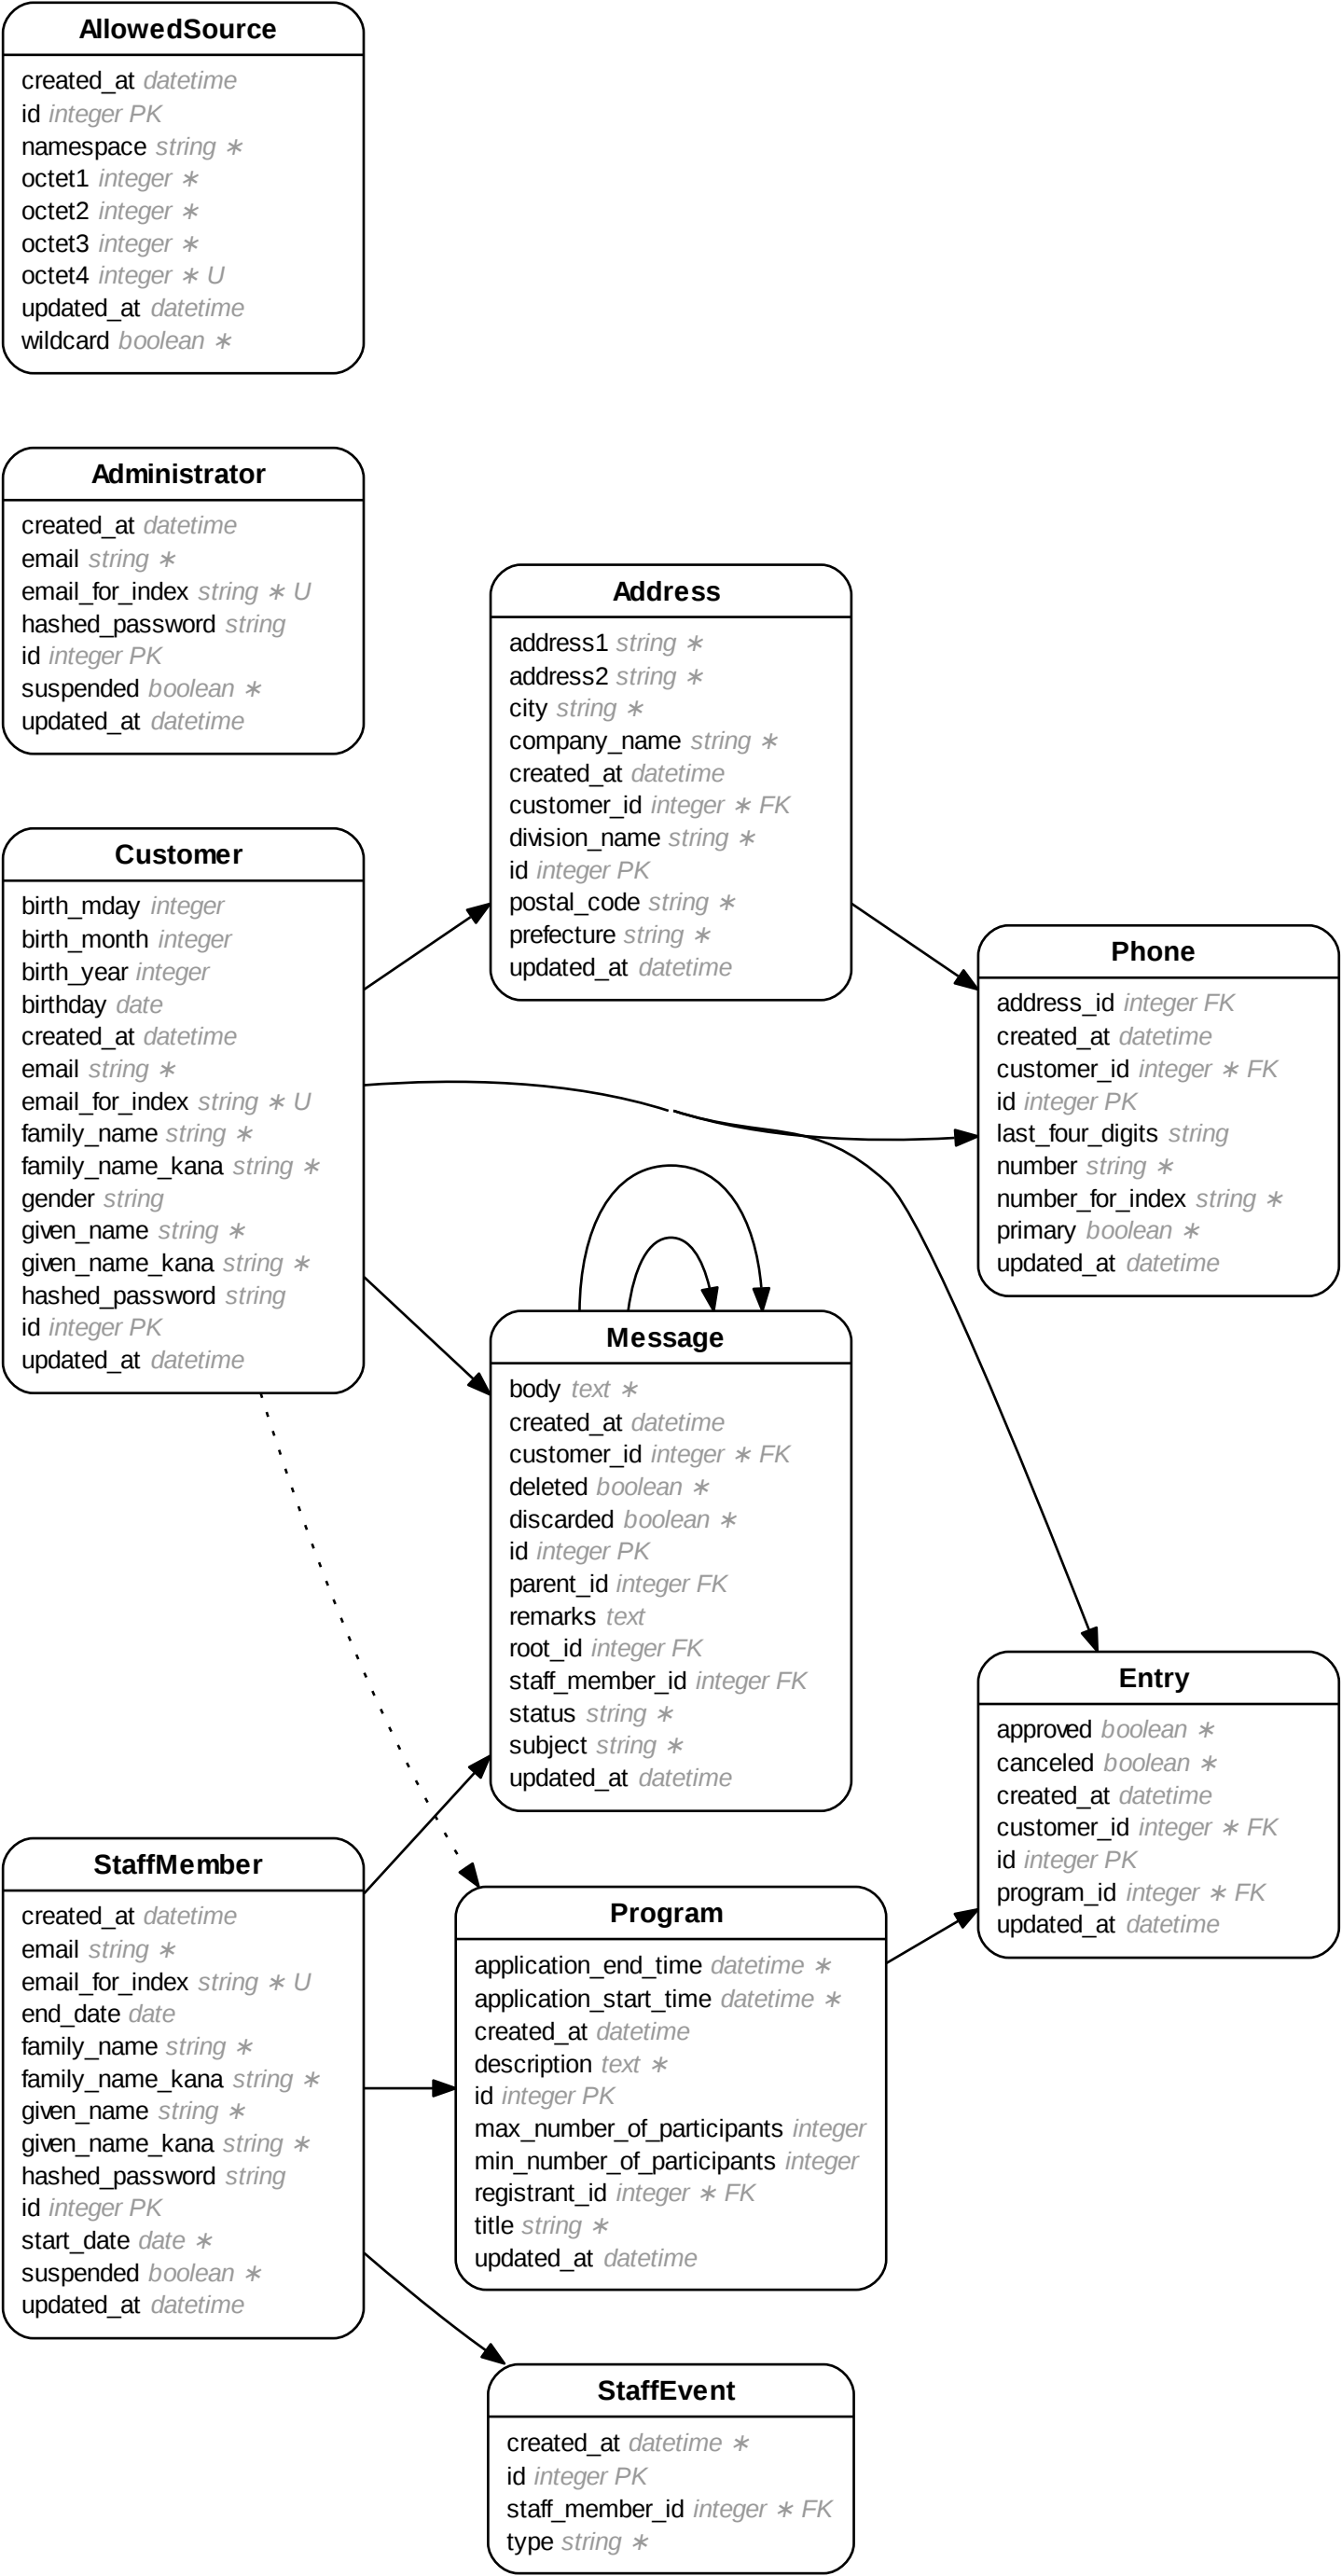 AllowedSource
created_at datetime
id integer PK
namespace string ∗
octet1 integer ∗
octet2 integer ∗
octet3 integer ∗
octet4 integer ∗ U
updated_at datetime
wildcard boolean ∗
Administrator
created_at datetime
email string ∗
email_for_index string ∗ U
hashed_password string
id integer PK
suspended boolean ∗
updated_at datetime
Customer
birth_mday integer
birth_month integer
birth_year integer
birthday date
created_at datetime
email string ∗
email_for_index string ∗ U
family_name string ∗
family_name_kana string ∗
gender string
given_name string ∗
given_name_kana string ∗
hashed_password string
id integer PK
updated_at datetime
StaffMember
created_at datetime
email string ∗
email_for_index string ∗ U
end_date date
family_name string ∗
family_name_kana string ∗
given_name string ∗
given_name_kana string ∗
hashed_password string
id integer PK
start_date date ∗
suspended boolean ∗
updated_at datetime
Address
address1 string ∗
address2 string ∗
city string ∗
company_name string ∗
created_at datetime
customer_id integer ∗ FK
division_name string ∗
id integer PK
postal_code string ∗
prefecture string ∗
updated_at datetime
Message
body text ∗
created_at datetime
customer_id integer ∗ FK
deleted boolean ∗
discarded boolean ∗
id integer PK
parent_id integer FK
remarks text
root_id integer FK
staff_member_id integer FK
status string ∗
subject string ∗
updated_at datetime
Program
application_end_time datetime ∗
application_start_time datetime ∗
created_at datetime
description text ∗
id integer PK
max_number_of_participants integer
min_number_of_participants integer
registrant_id integer ∗ FK
title string ∗
updated_at datetime
StaffEvent
created_at datetime ∗
id integer PK
staff_member_id integer ∗ FK
type string ∗
Phone
address_id integer FK
created_at datetime
customer_id integer ∗ FK
id integer PK
last_four_digits string
number string ∗
number_for_index string ∗
primary boolean ∗
updated_at datetime
Entry
approved boolean ∗
canceled boolean ∗
created_at datetime
customer_id integer ∗ FK
id integer PK
program_id integer ∗ FK
updated_at datetime